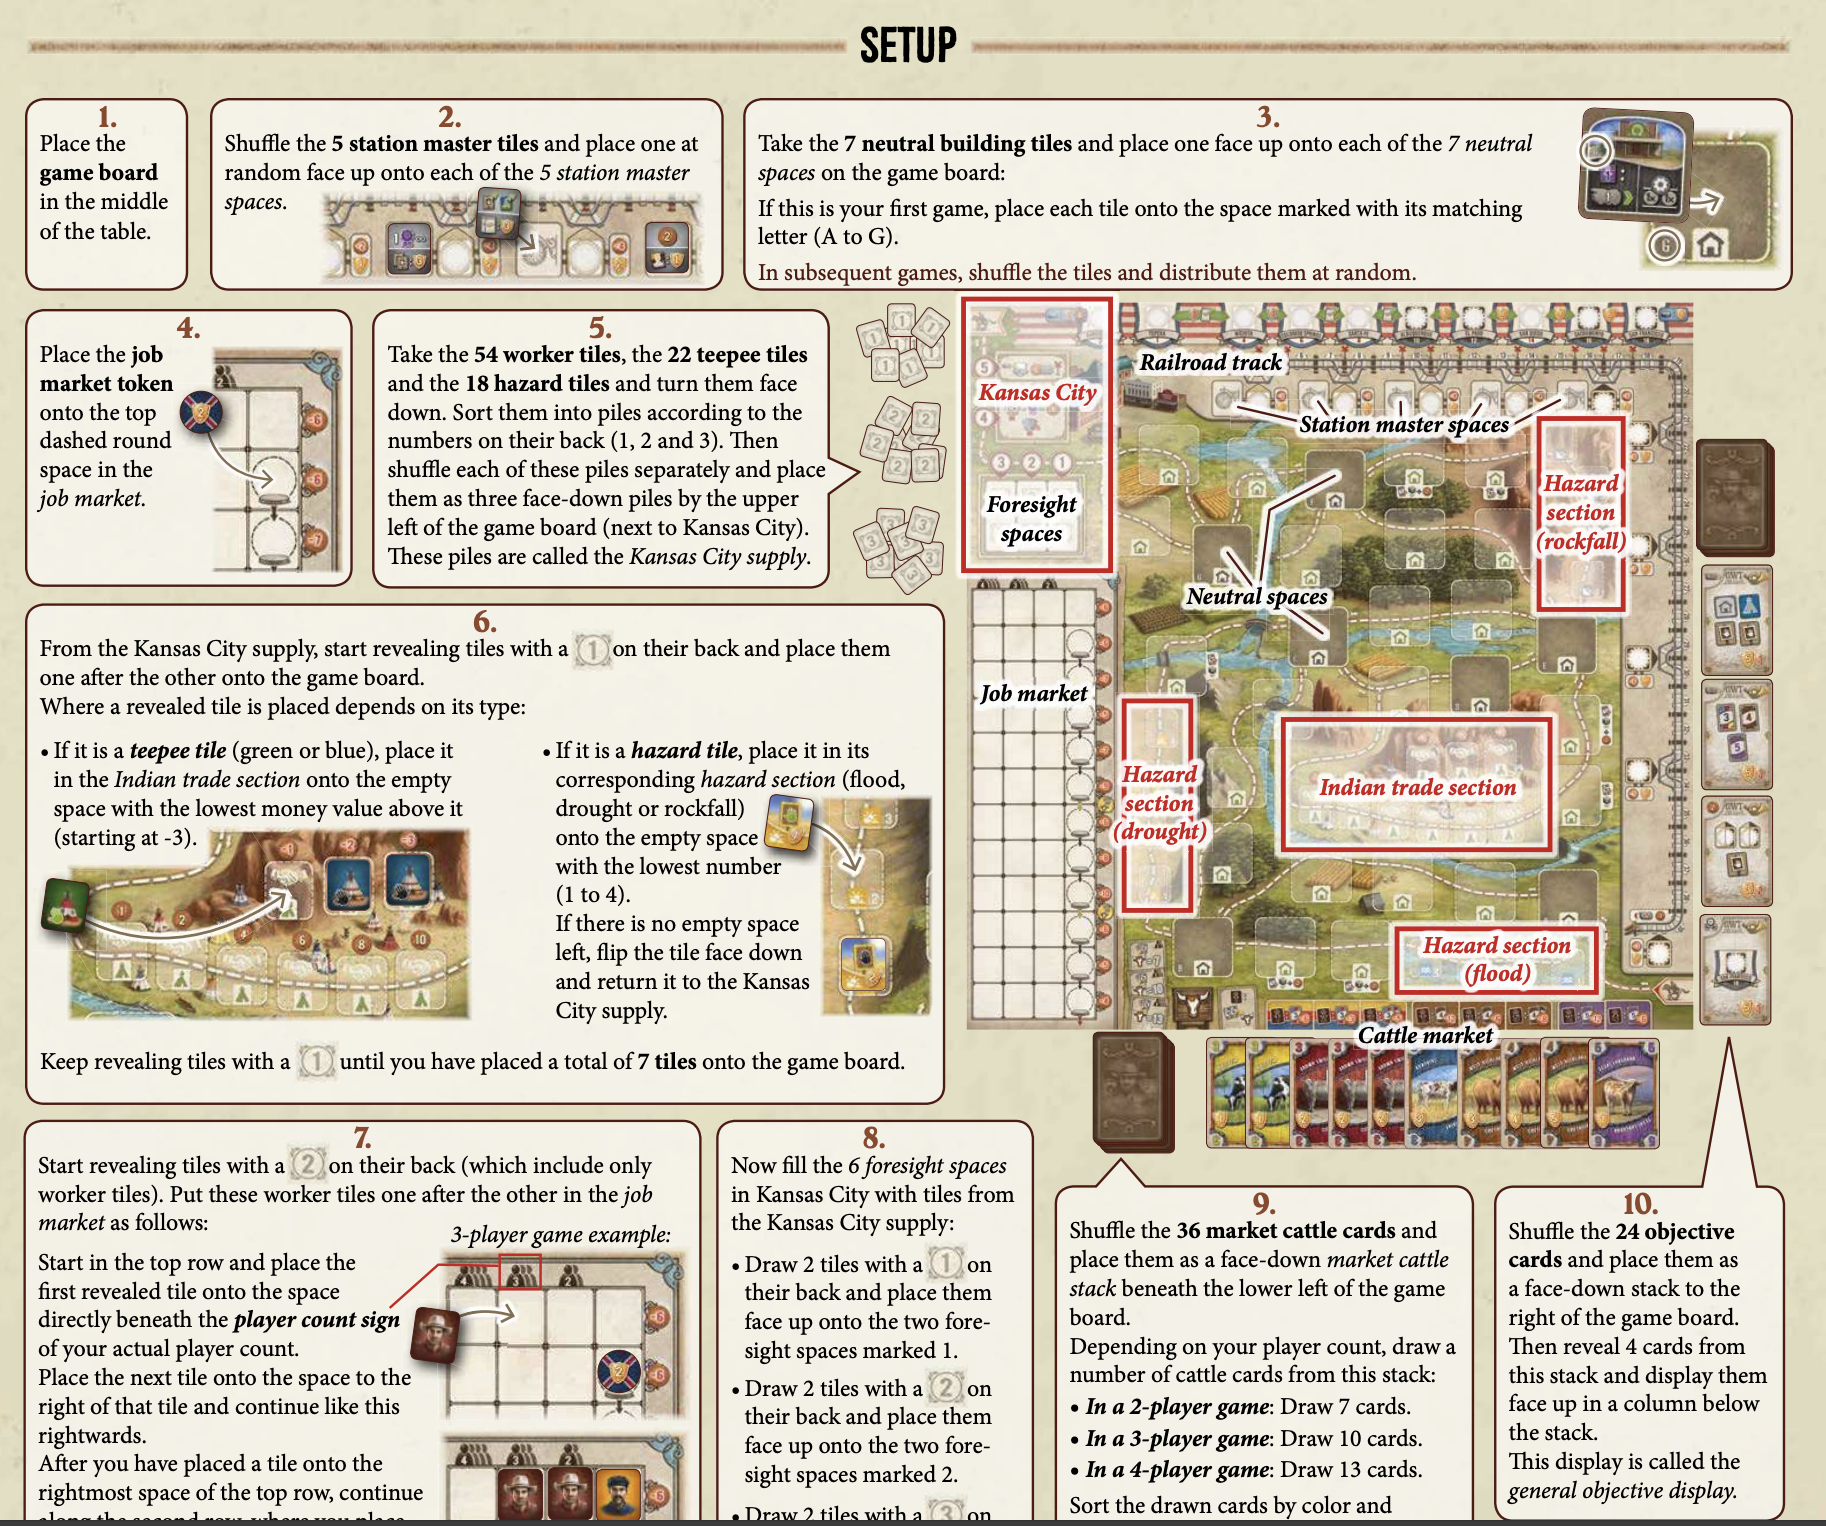 SETUP
1.
Place the
game board
in the middle
of the table.
2.
Shuffle the 5 station master tiles and place one at
random face up onto each of the 5 station master
spaces.
3.
Take the 7 neutral building tiles and place one face up onto each of the 7 neutral
spaces on the game board:
If this is your first game, place each tile onto the space marked with its matching
letter (A to G).
In subsequent games, shuffle the tiles and distribute them at random.
G
4.
Place the job
market token
onto the top
dashed round
space in the
job market.
5.
Take the 54 worker tiles, the 22 teepee tiles
and the 18 hazard tiles and turn them face
down. Sort them into piles according to the
numbers on their back (1, 2 and 3). Then
shuffle each of these piles separately and place
them as three face-down piles by the upper
left of the game board (next to Kansas City).
These piles are called the Kansas City supply.
Kansas City
Foresight
spaces
Railroad track
Station master spaces
Hazard
section
(rockfall)
Neutral spaces
Job market
Hazard
section
(drought)
Indian trade section
Hazard section
(flood)
Cattle market
6.
From the Kansas City supply, start revealing tiles with a 1 on their back and place them
one after the other onto the game board.
Where a revealed tile is placed depends on its type:
• If it is a teepee tile (green or blue), place it
in the Indian trade section onto the empty
space with the lowest money value above it
(starting at -3).
• If it is a hazard tile, place it in its
corresponding hazard section (flood,
drought or rockfall)
onto the empty space
with the lowest number
(1 to 4).
If there is no empty space
left, flip the tile face down
and return it to the Kansas
City supply.
Keep revealing tiles with a 1 until you have placed a total of 7 tiles onto the game board.
7.
Start revealing tiles with a 2 on their back (which include only
worker tiles). Put these worker tiles one after the other in the job
market as follows:
3-player game example:
Start in the top row and place the
first revealed tile onto the space
directly beneath the player count sign
of your actual player count.
Place the next tile onto the space to the
right of that tile and continue like this
rightwards.
After you have placed a tile onto the
rightmost space of the top row, continue
along the second row, where you place
8.
Now fill the 6 foresight spaces
in Kansas City with tiles from
the Kansas City supply:
• Draw 2 tiles with a 1 on
their back and place them
face up onto the two fore-
sight spaces marked 1.
• Draw 2 tiles with a 2 on
their back and place them
face up onto the two fore-
sight spaces marked 2.
• Draw 2 tiles with a 3 on
9.
Shuffle the 36 market cattle cards and
place them as a face-down market cattle
stack beneath the lower left of the game
board.
Depending on your player count, draw a
number of cattle cards from this stack:
• In a 2-player game: Draw 7 cards.
• In a 3-player game: Draw 10 cards.
• In a 4-player game: Draw 13 cards.
Sort the drawn cards by color and
10.
Shuffle the 24 objective
cards and place them as
a face-down stack to the
right of the game board.
Then reveal 4 cards from
this stack and display them
face up in a column below
the stack.
This display is called the
general objective display.